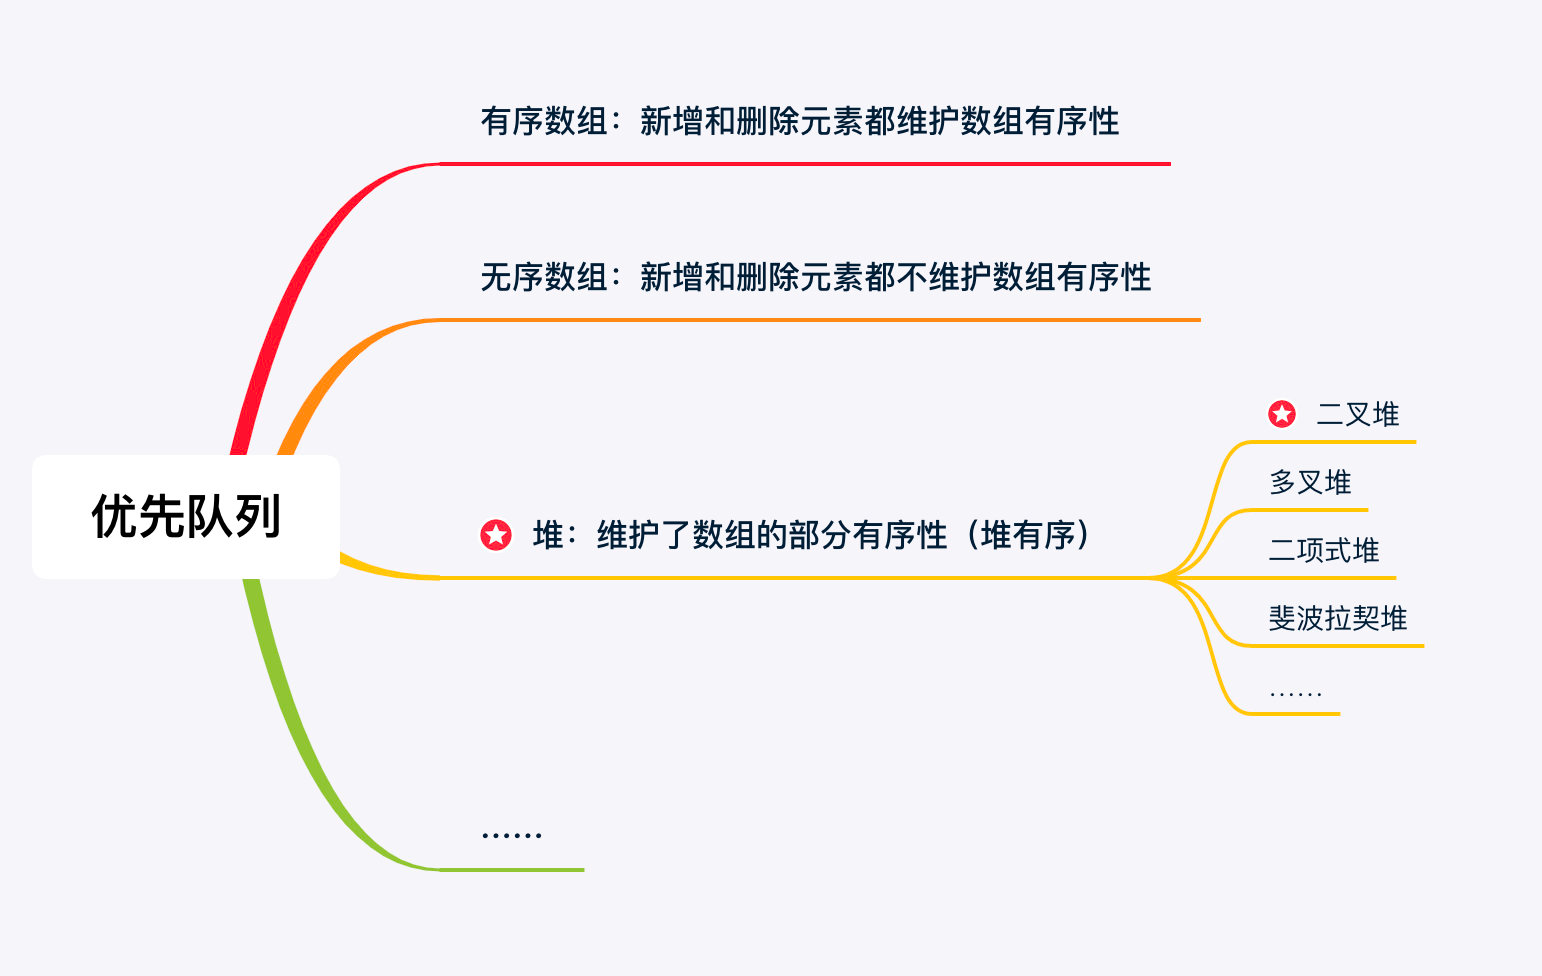 有序数组：新增和删除元素都维护数组有序性
无序数组：新增和删除元素都不维护数组有序性
优先队列
堆：维护了数组的部分有序性（堆有序）
二叉堆
多叉堆
二项式堆
斐波拉契堆
……
……